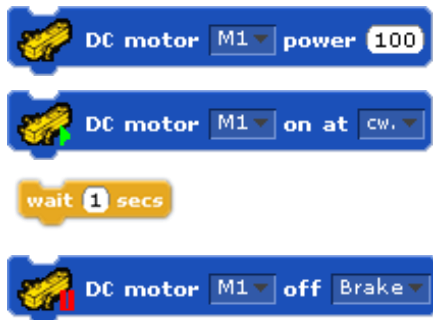 DC motor M1 power 100
DC motor M1 on at cw.
wait 1 secs
DC motor M1 off Brake